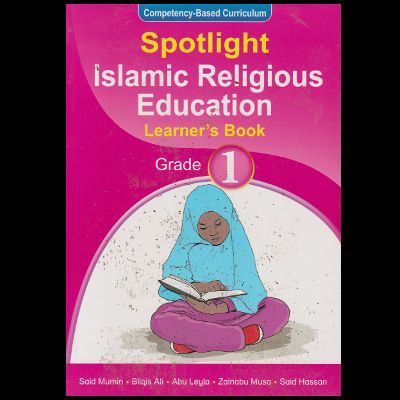 Competency-Based Curriculum
Spotlight
Islamic Religious
Education
Learner's Book
Grade 1
Said Mumin • Bilqis Ali • Abu Leyla • Zainabu Musa • Said Hassan